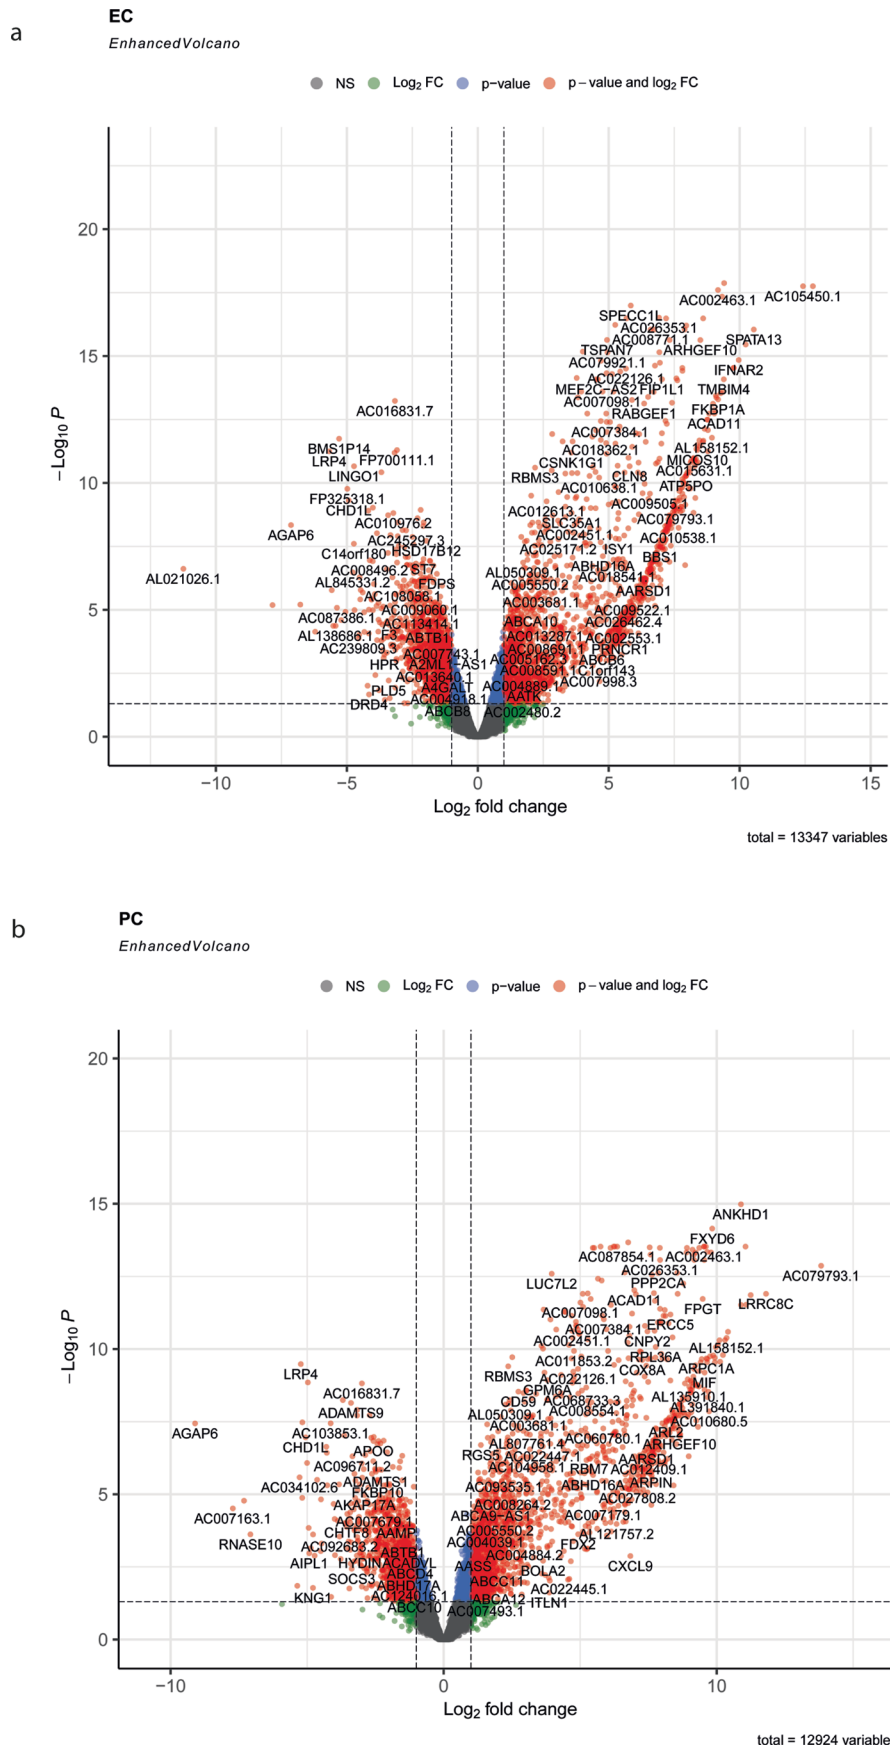 a
EC
EnhancedVolcano
NS Log2 FC p−value p − value and log2 FC
−Log10 P
20
15
10
5
0
AC002463.1 AC105450.1
SPECC1L
AC026353.1
AC008771.1 SPATA13
TSPAN7 ARHGEF10
AC079921.1
IFNAR2
AC022126.1
MEF2C−AS2 FIP1L1 TMBIM4
AC007098.1
AC016831.7 RABGEF1 FKBP1A
ACAD11
AC007384.1
BMS1P14 AC018362.1 AL158152.1
LRP4 FP700111.1 CSNK1G1 MICOS10
AC015631.1
LINGO1 RBMS3 CLN8
AC010638.1 ATP5PO
FP325318.1 AC009505.1
CHD1L AC012613.1
AC010976.2 SLC35A1 AC079793.1
AGAP6 AC002451.1
AC245297.3 AC010538.1
C14orf180 HSD17B12 AC025171.2 ISY1
BBS1
AC008496.2 ST7 AL050309.1 ABHD16A
AL021026.1 AC018541.1
AL845331.2 FDPS AC005550.2
AARSD1
AC108058.1 AC003681.1
AC009060.1 AC009522.1
AC087386.1 AC113414.1 ABCA10 AC026462.4
AL138686.1 F3 ABTB1 AC013287.1 AC002553.1
AC239809.3 AC008691.1 PRNCR1
AC007743.1 AC005162.3 ABCB6
HPR A2ML1−AS1 AC008591.1 C1orf143
AC013640.1 AC007998.3
PLD5 A4GALT AC004889.1
AC004918.1 AATK
DRD4 ABCB8 AC002480.2
−10 −5 0 5 10 15
Log2 fold change
total = 13347 variables
b
PC
EnhancedVolcano
NS Log2 FC p−value p − value and log2 FC
−Log10 P
20
15
10
5
0
ANKHD1
FXYD6
AC087854.1 AC002463.1
AC026353.1 AC079793.1
LUC7L2 PPP2CA
ACAD11 LRRC8C
AC007098.1 FPGT
AC007384.1 ERCC5
AC002451.1 CNPY2
AL158152.1
AC011853.2 RPL36A
LRP4 RBMS3 AC022126.1 COX8A ARPC1A
GPM6A MIF
AC016831.7 CD59 AC068733.3 AL135910.1
ADAMTS9 AL050309.1 AC008554.1 AL391840.1
AC003681.1 AC010680.5
AGAP6 AC103853.1 AC060780.1 ARL2
CHD1L APOO AL807761.4 ARHGEF10
RGS5 AC022447.1 AARSD1
AC096711.2 AC104958.1 RBM7 AC012409.1
ADAMTS1 ARPIN
AC034102.6 FKBP10 AC093535.1 ABHD16A
AC027808.2
AKAP17A AC008264.2
AC007163.1 AC007679.1 ABCA9−AS1 AC007179.1
CHTF8 AAMP AC005550.2 AL121757.2
RNASE10 AC092683.2 ABTB1 AC004039.1 FDX2
AC004884.2
AIPL1 HYDIN ACADVL AASS CXCL9
ABCD4 BOLA2
SOCS3 ABHD17A ABCC11
AC022445.1
KNG1 AC124016.1 ABCA12 ITLN1
ABCC10 AC007493.1
−10 0 10
Log2 fold change
total = 12924 variable